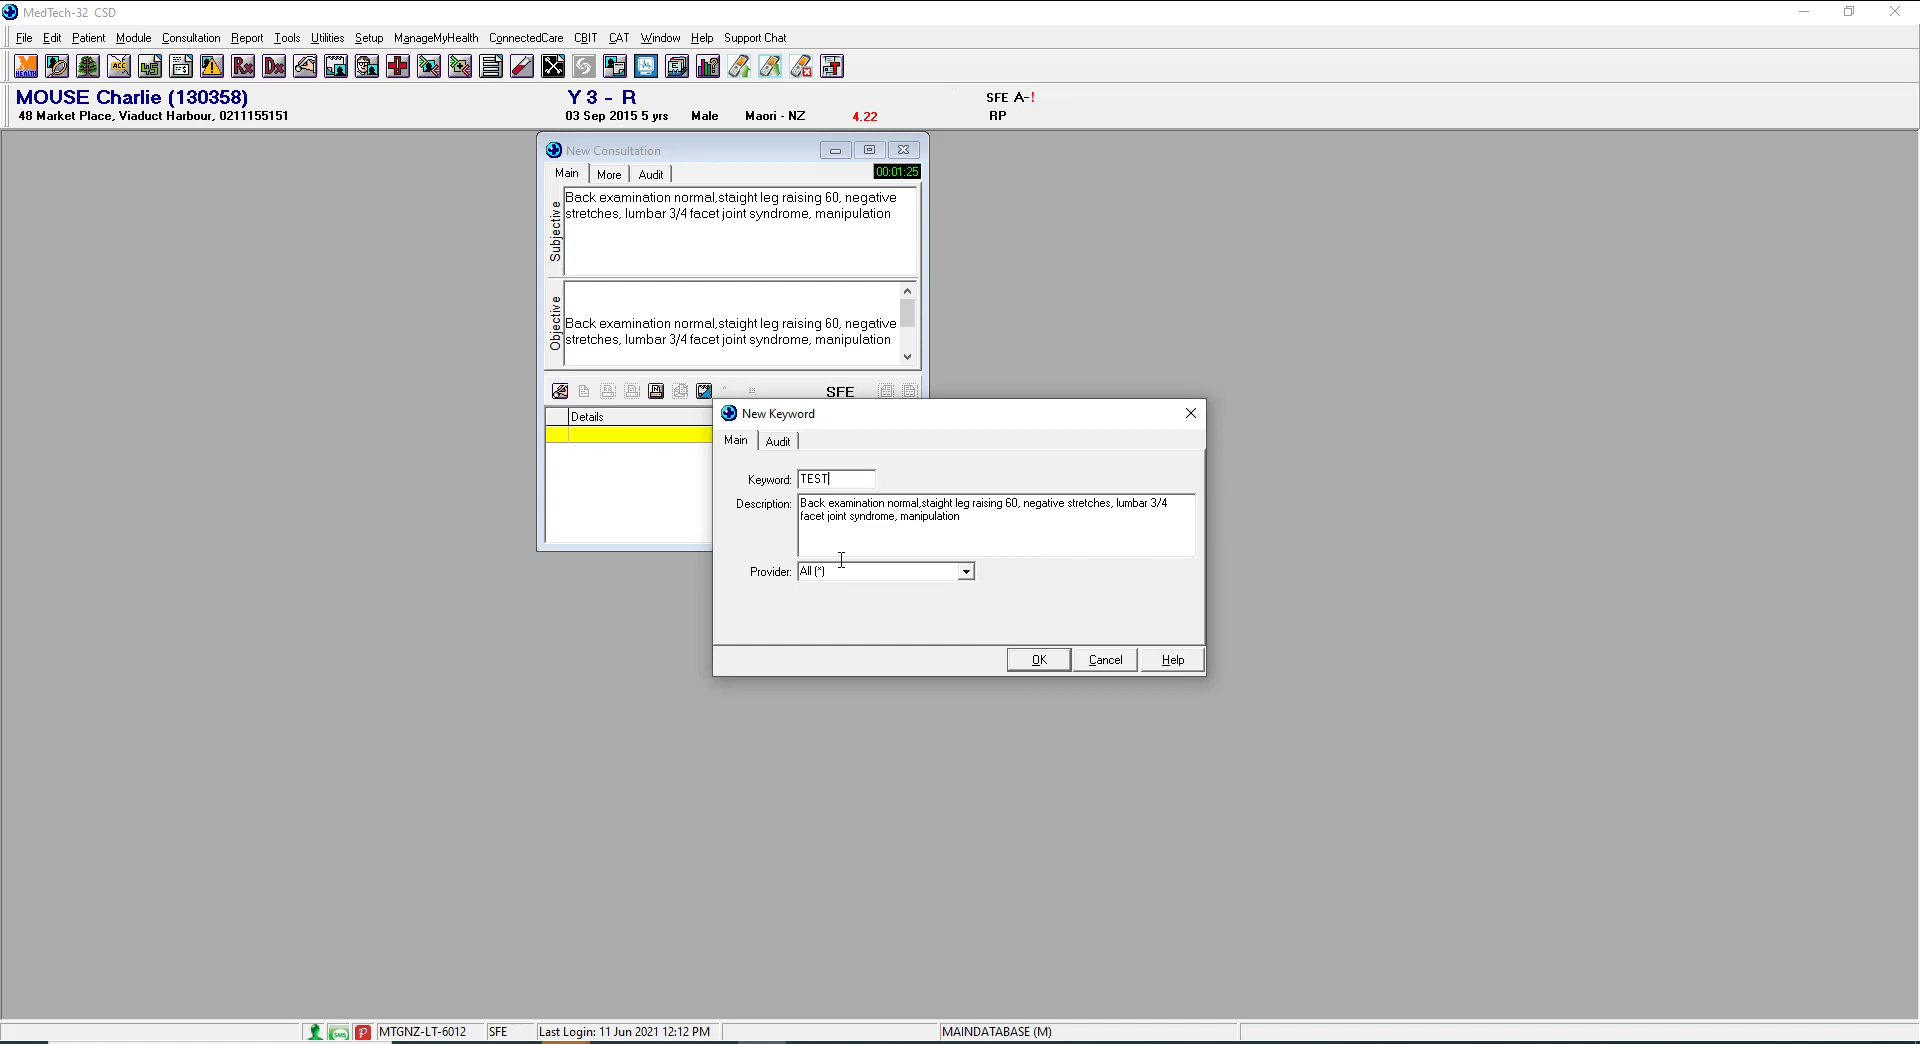 MedTech-32 CSD
File Edit Patient Module Consultation Report Tools Utilities Setup ManageMyHealth ConnectedCare CBIT CAT Window Help Support Chat
HEALTH ACC 45 Rx Dx
MOUSE Charlie (130358) Y 3 - R SFE A-!
48 Market Place, Viaduct Harbour, 0211155151 03 Sep 2015 5 yrs Male Maori - NZ 4.22 RP
New Consultation
Main More Audit 00:01:25
Subjective
Back examination normal,staight leg raising 60, negative
stretches, lumbar 3/4 facet joint syndrome, manipulation
Objective
Back examination normal,staight leg raising 60, negative
stretches, lumbar 3/4 facet joint syndrome, manipulation
SFE
Details
New Keyword
Main Audit
Keyword: TEST
Description: Back examination normal,staight leg raising 60, negative stretches, lumbar 3/4
facet joint syndrome, manipulation
Provider: All (*)
OK Cancel Help
SMS P MTGNZ-LT-6012 SFE Last Login: 11 Jun 2021 12:12 PM MAINDATABASE (M)